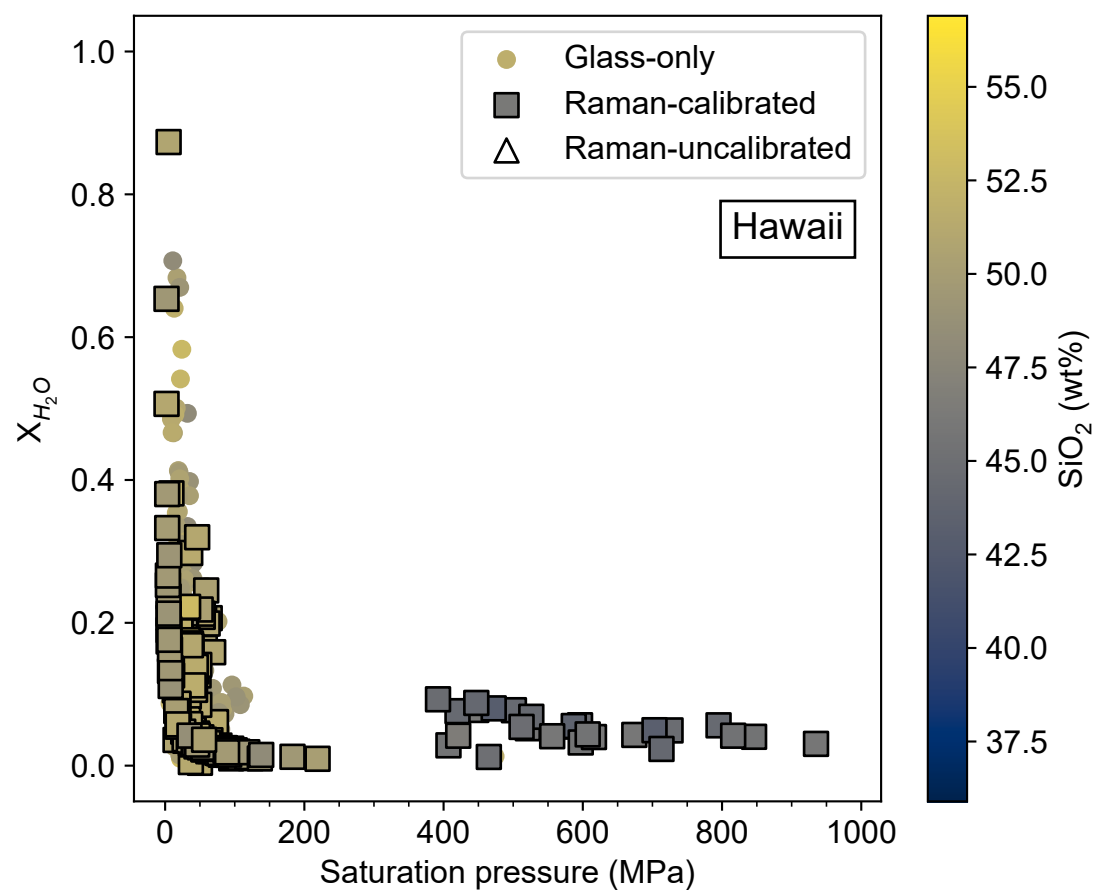 Glass-only
Raman-calibrated
Raman-uncalibrated
Hawaii
1.0
0.8
0.6
0.4
0.2
0.0
X_{H_2O}
0 200 400 600 800 1000
Saturation pressure (MPa)
55.0
52.5
50.0
47.5
45.0
42.5
40.0
37.5
SiO₂ (wt%)